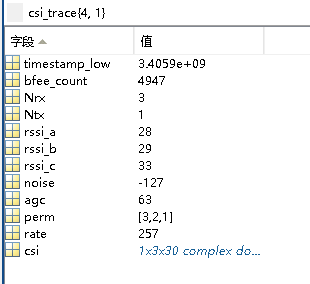 csi_trace{4, 1}
字段 值
timestamp_low 3.4059e+09
bfee_count 4947
Nrx 3
Ntx 1
rssi_a 28
rssi_b 29
rssi_c 33
noise -127
agc 63
perm [3,2,1]
rate 257
csi 1x3x30 complex do...